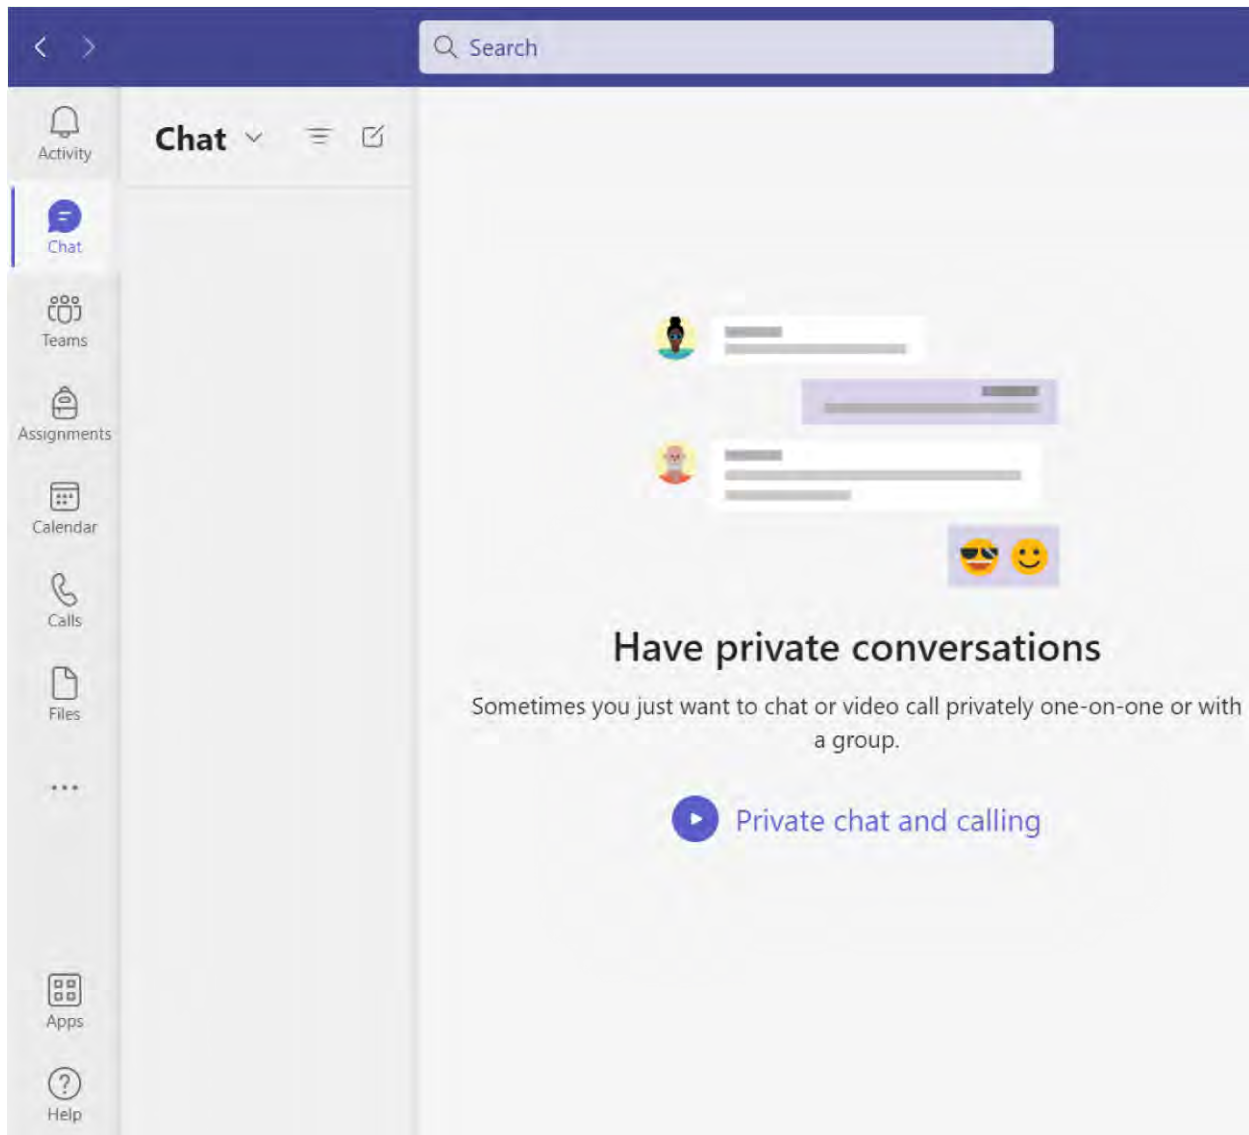 Search
Activity
Chat
Chat
Teams
Assignments
Calendar
Calls
Files
Have private conversations
Sometimes you just want to chat or video call privately one-on-one or with
a group.
Private chat and calling
Apps
Help